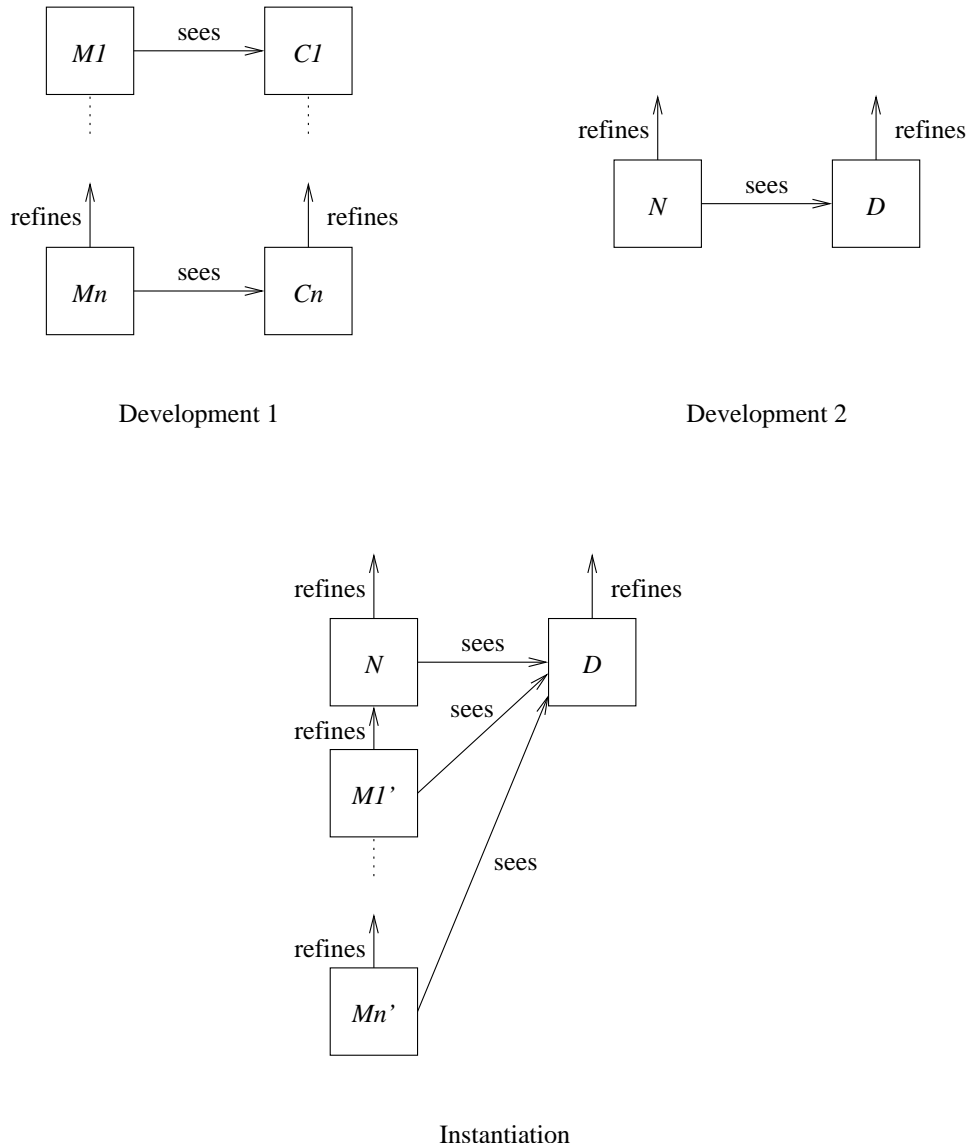 sees
M1
C1
refines
refines
sees
Mn
Cn
Development 1
refines
refines
sees
N
D
Development 2
refines
refines
sees
N
D
sees
refines
M1’
sees
refines
Mn’
Instantiation